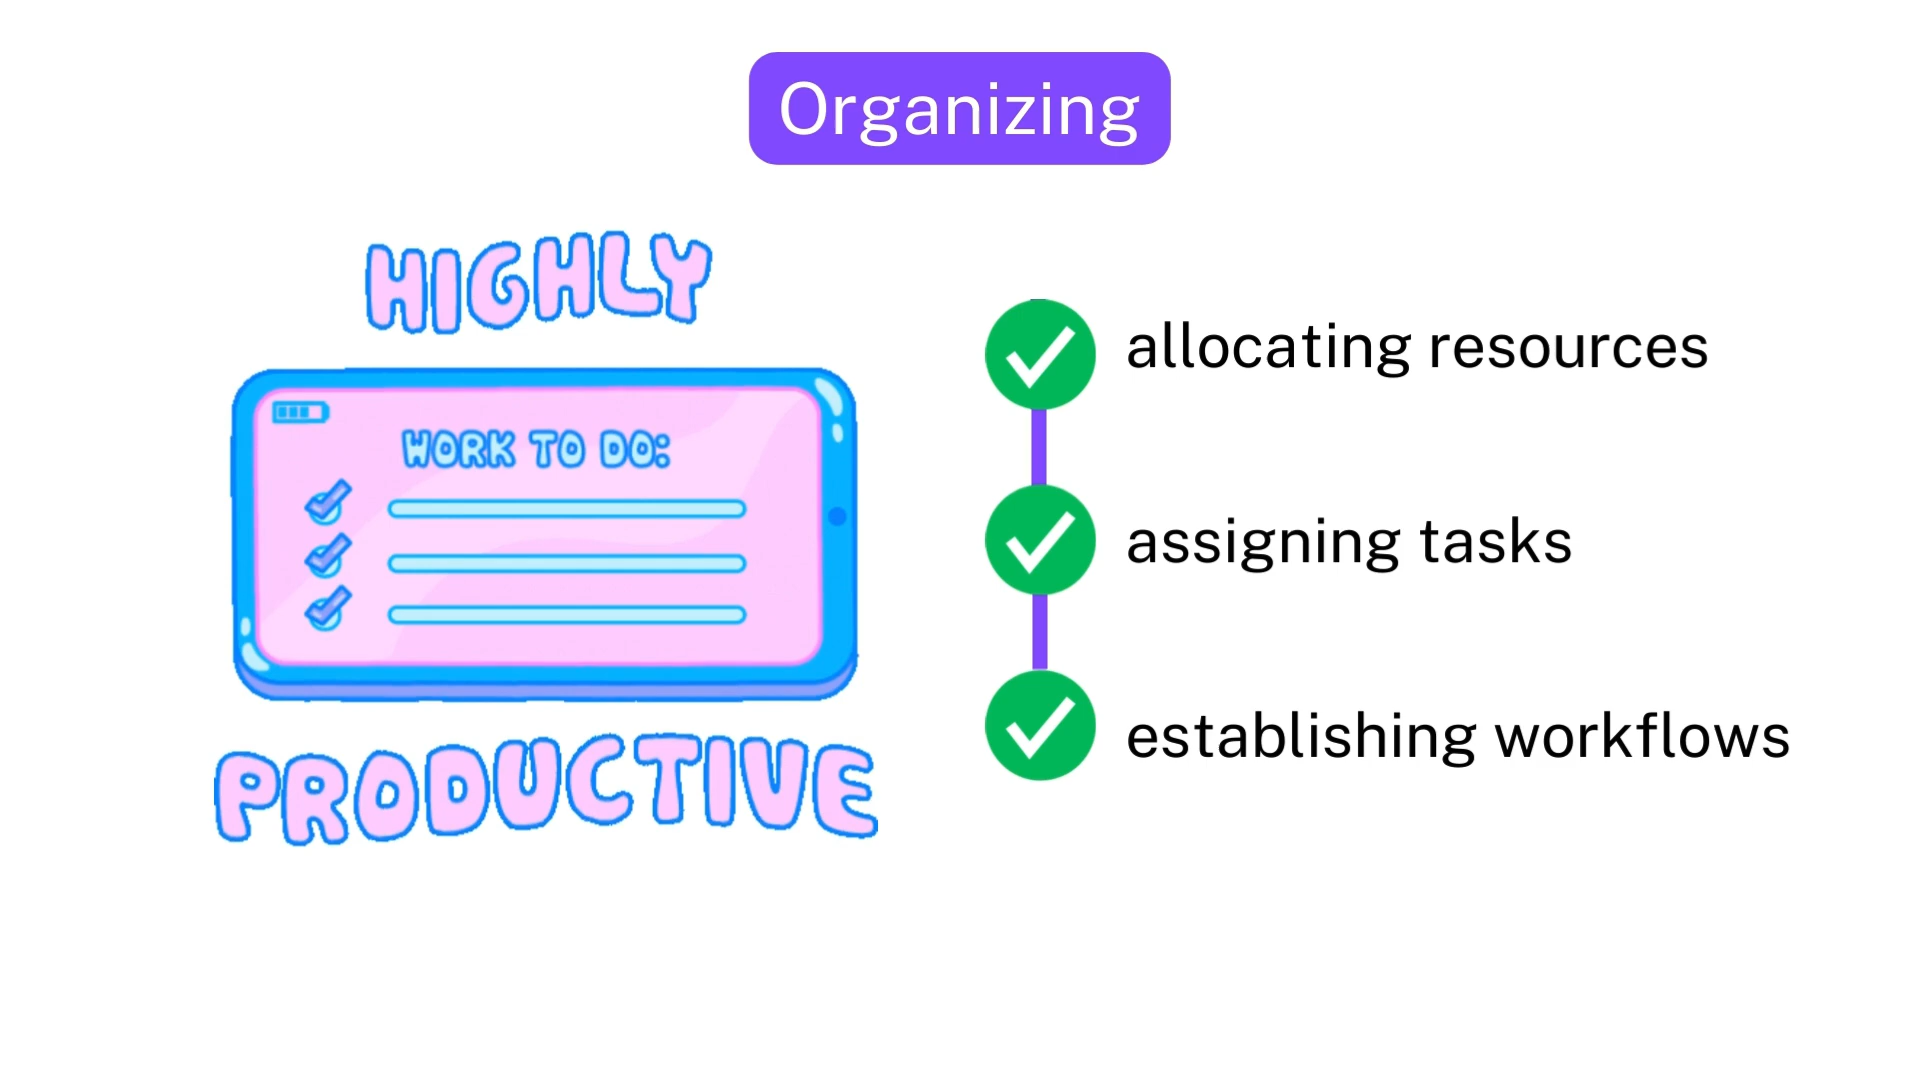 Organizing
HIGHLY
WORK TO DO:
PRODUCTIVE
allocating resources
assigning tasks
establishing workflows